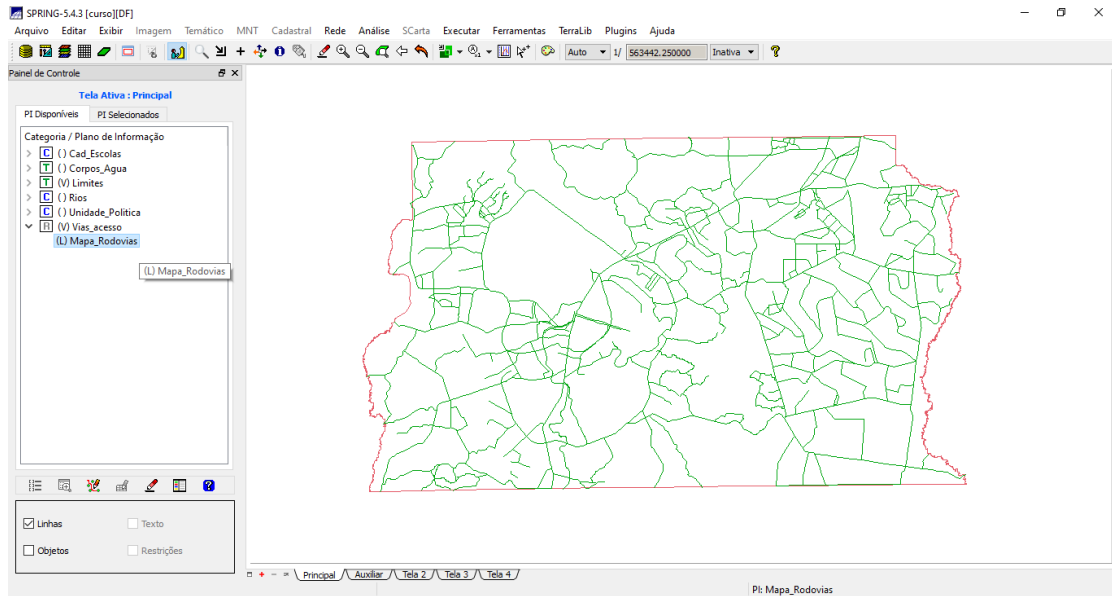 SPRING-5.4.3 [curso][DF]
Arquivo Editar Exibir Imagem Temático MNT Cadastral Rede Análise SCarta Executar Ferramentas TerraLib Plugins Ajuda
Auto 1/ 563442.250000 Inativa
Painel de Controle
Tela Ativa : Principal
PI Disponíveis PI Selecionados
Categoria / Plano de Informação
C () Cad_Escolas
T () Corpos_Agua
T (V) Limites
C () Rios
C () Unidade_Politica
R (V) Vias_acesso
(L) Mapa_Rodovias
(L) Mapa_Rodovias
Linhas Texto
Objetos Restrições
Principal Auxiliar Tela 2 Tela 3 Tela 4
PI: Mapa_Rodovias